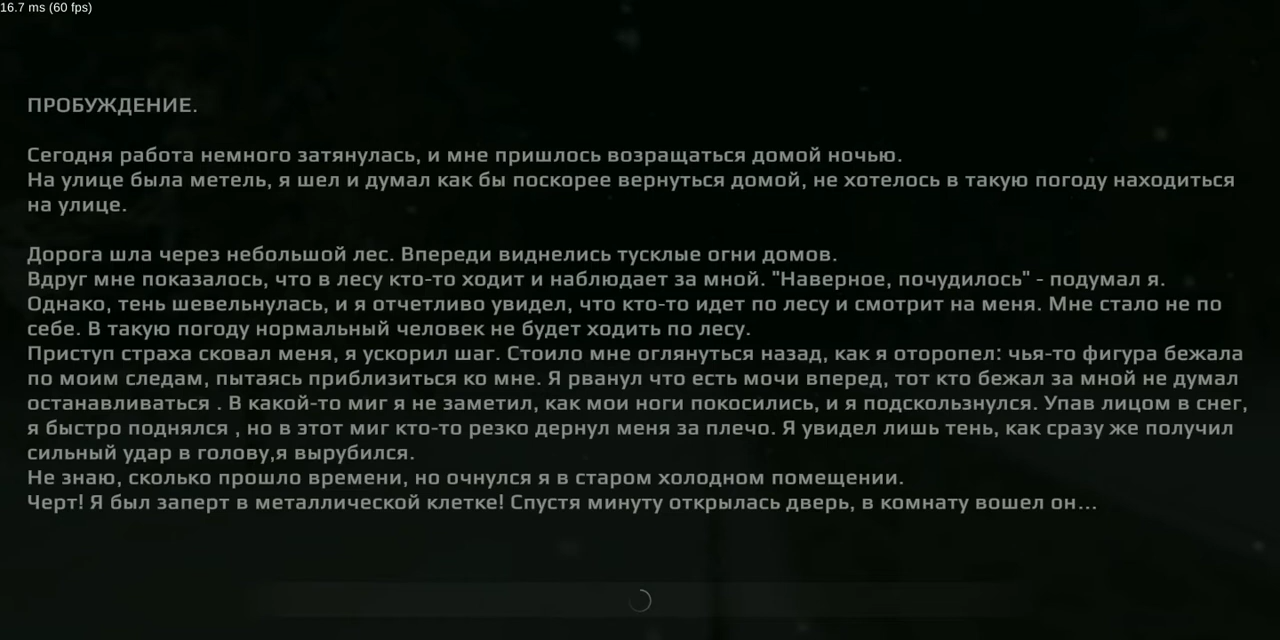 16.7 ms (60 fps)
ПРОБУЖДЕНИЕ.
Сегодня работа немного затянулась, и мне пришлось возращаться домой ночью.
На улице была метель, я шел и думал как бы поскорее вернуться домой, не хотелось в такую погоду находиться
на улице.
Дорога шла через небольшой лес. Впереди виднелись тусклые огни домов.
Вдруг мне показалось, что в лесу кто-то ходит и наблюдает за мной. "Наверное, почудилось" - подумал я.
Однако, тень шевельнулась, и я отчетливо увидел, что кто-то идет по лесу и смотрит на меня. Мне стало не по
себе. В такую погоду нормальный человек не будет ходить по лесу.
Приступ страха сковал меня, я ускорил шаг. Стоило мне оглянуться назад, как я оторопел: чья-то фигура бежала
по моим следам, пытаясь приблизиться ко мне. Я рванул что есть мочи вперед, тот кто бежал за мной не думал
останавливаться . В какой-то миг я не заметил, как мои ноги покосились, и я подскользнулся. Упав лицом в снег,
я быстро поднялся , но в этот миг кто-то резко дернул меня за плечо. Я увидел лишь тень, как сразу же получил
сильный удар в голову,я вырубился.
Не знаю, сколько прошло времени, но очнулся я в старом холодном помещении.
Черт! Я был заперт в металлической клетке! Спустя минуту открылась дверь, в комнату вошел он...